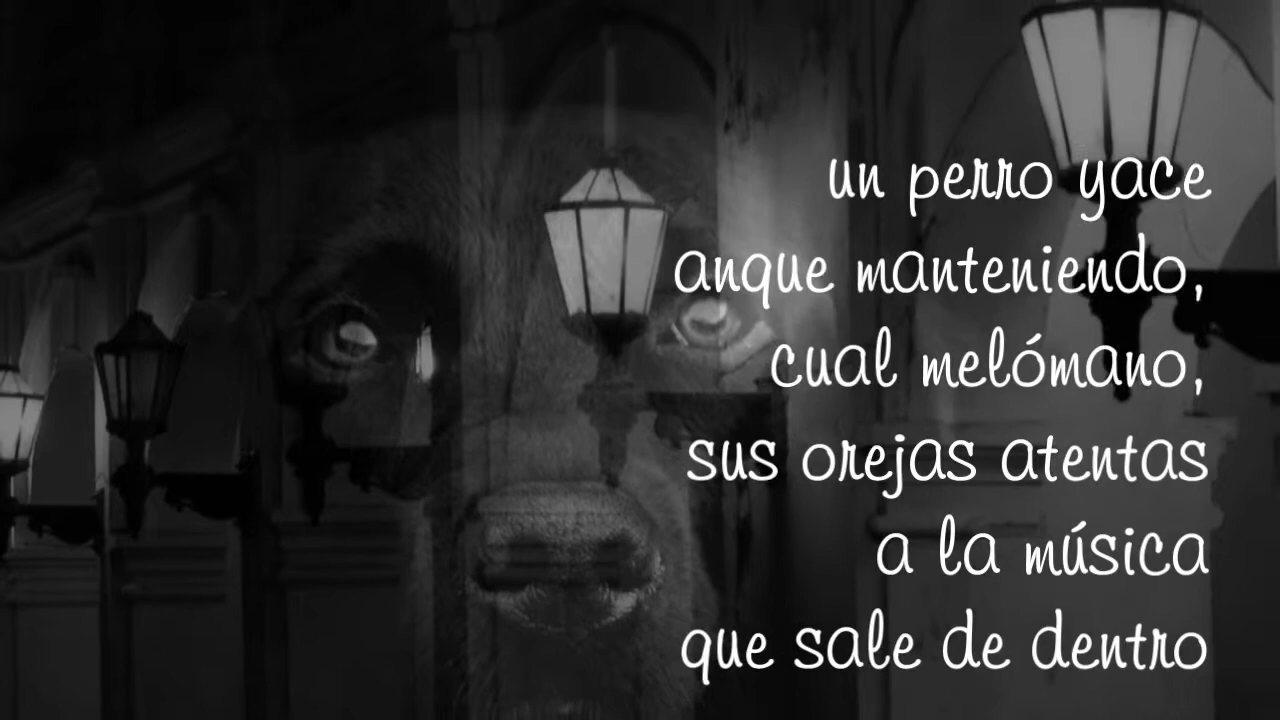 un perro yace
anque manteniendo,
cual melómano,
sus orejas atentas
a la música
que sale de dentro